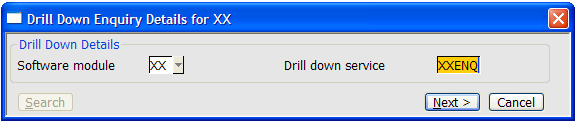 Drill Down Enquiry Details for XX
Drill Down Details
Software module XX Drill down service XXENQ
Search Next > Cancel